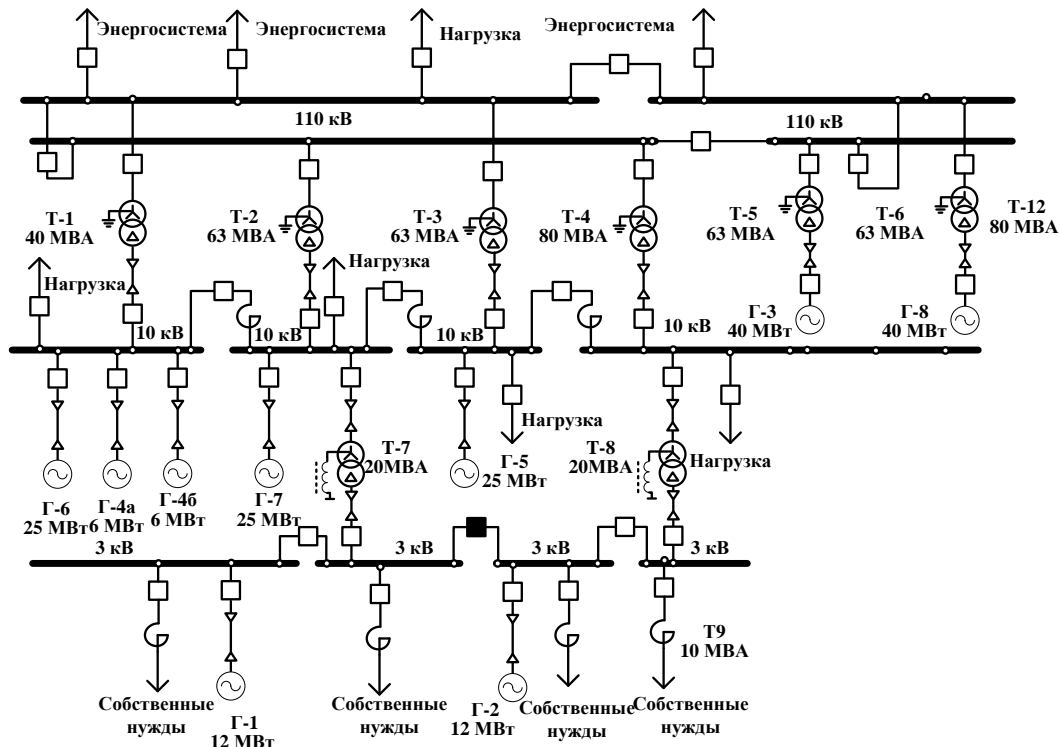 Энергосистема
Энергосистема
Нагрузка
Энергосистема
110 кВ
110 кВ
Т-1
40 МВА
Т-2
63 МВА
Т-3
63 МВА
Т-4
80 МВА
Т-5
63 МВА
Т-6
63 МВА
Т-12
80 МВА
Нагрузка
Нагрузка
Г-3
40 МВт
Г-8
40 МВт
10 кВ
10 кВ
10 кВ
10 кВ
Г-6
25 МВт
Г-4а
6 МВт
Г-4б
6 МВт
Г-7
25 МВт
Т-7
20МВА
Нагрузка
Г-5
25 МВт
Т-8
20МВА
Нагрузка
3 кВ
3 кВ
3 кВ
3 кВ
Т9
10 МВА
Собственные
нужды
Г-1
12 МВт
Собственные
нужды
Г-2
12 МВт
Собственные
нужды
Собственные
нужды